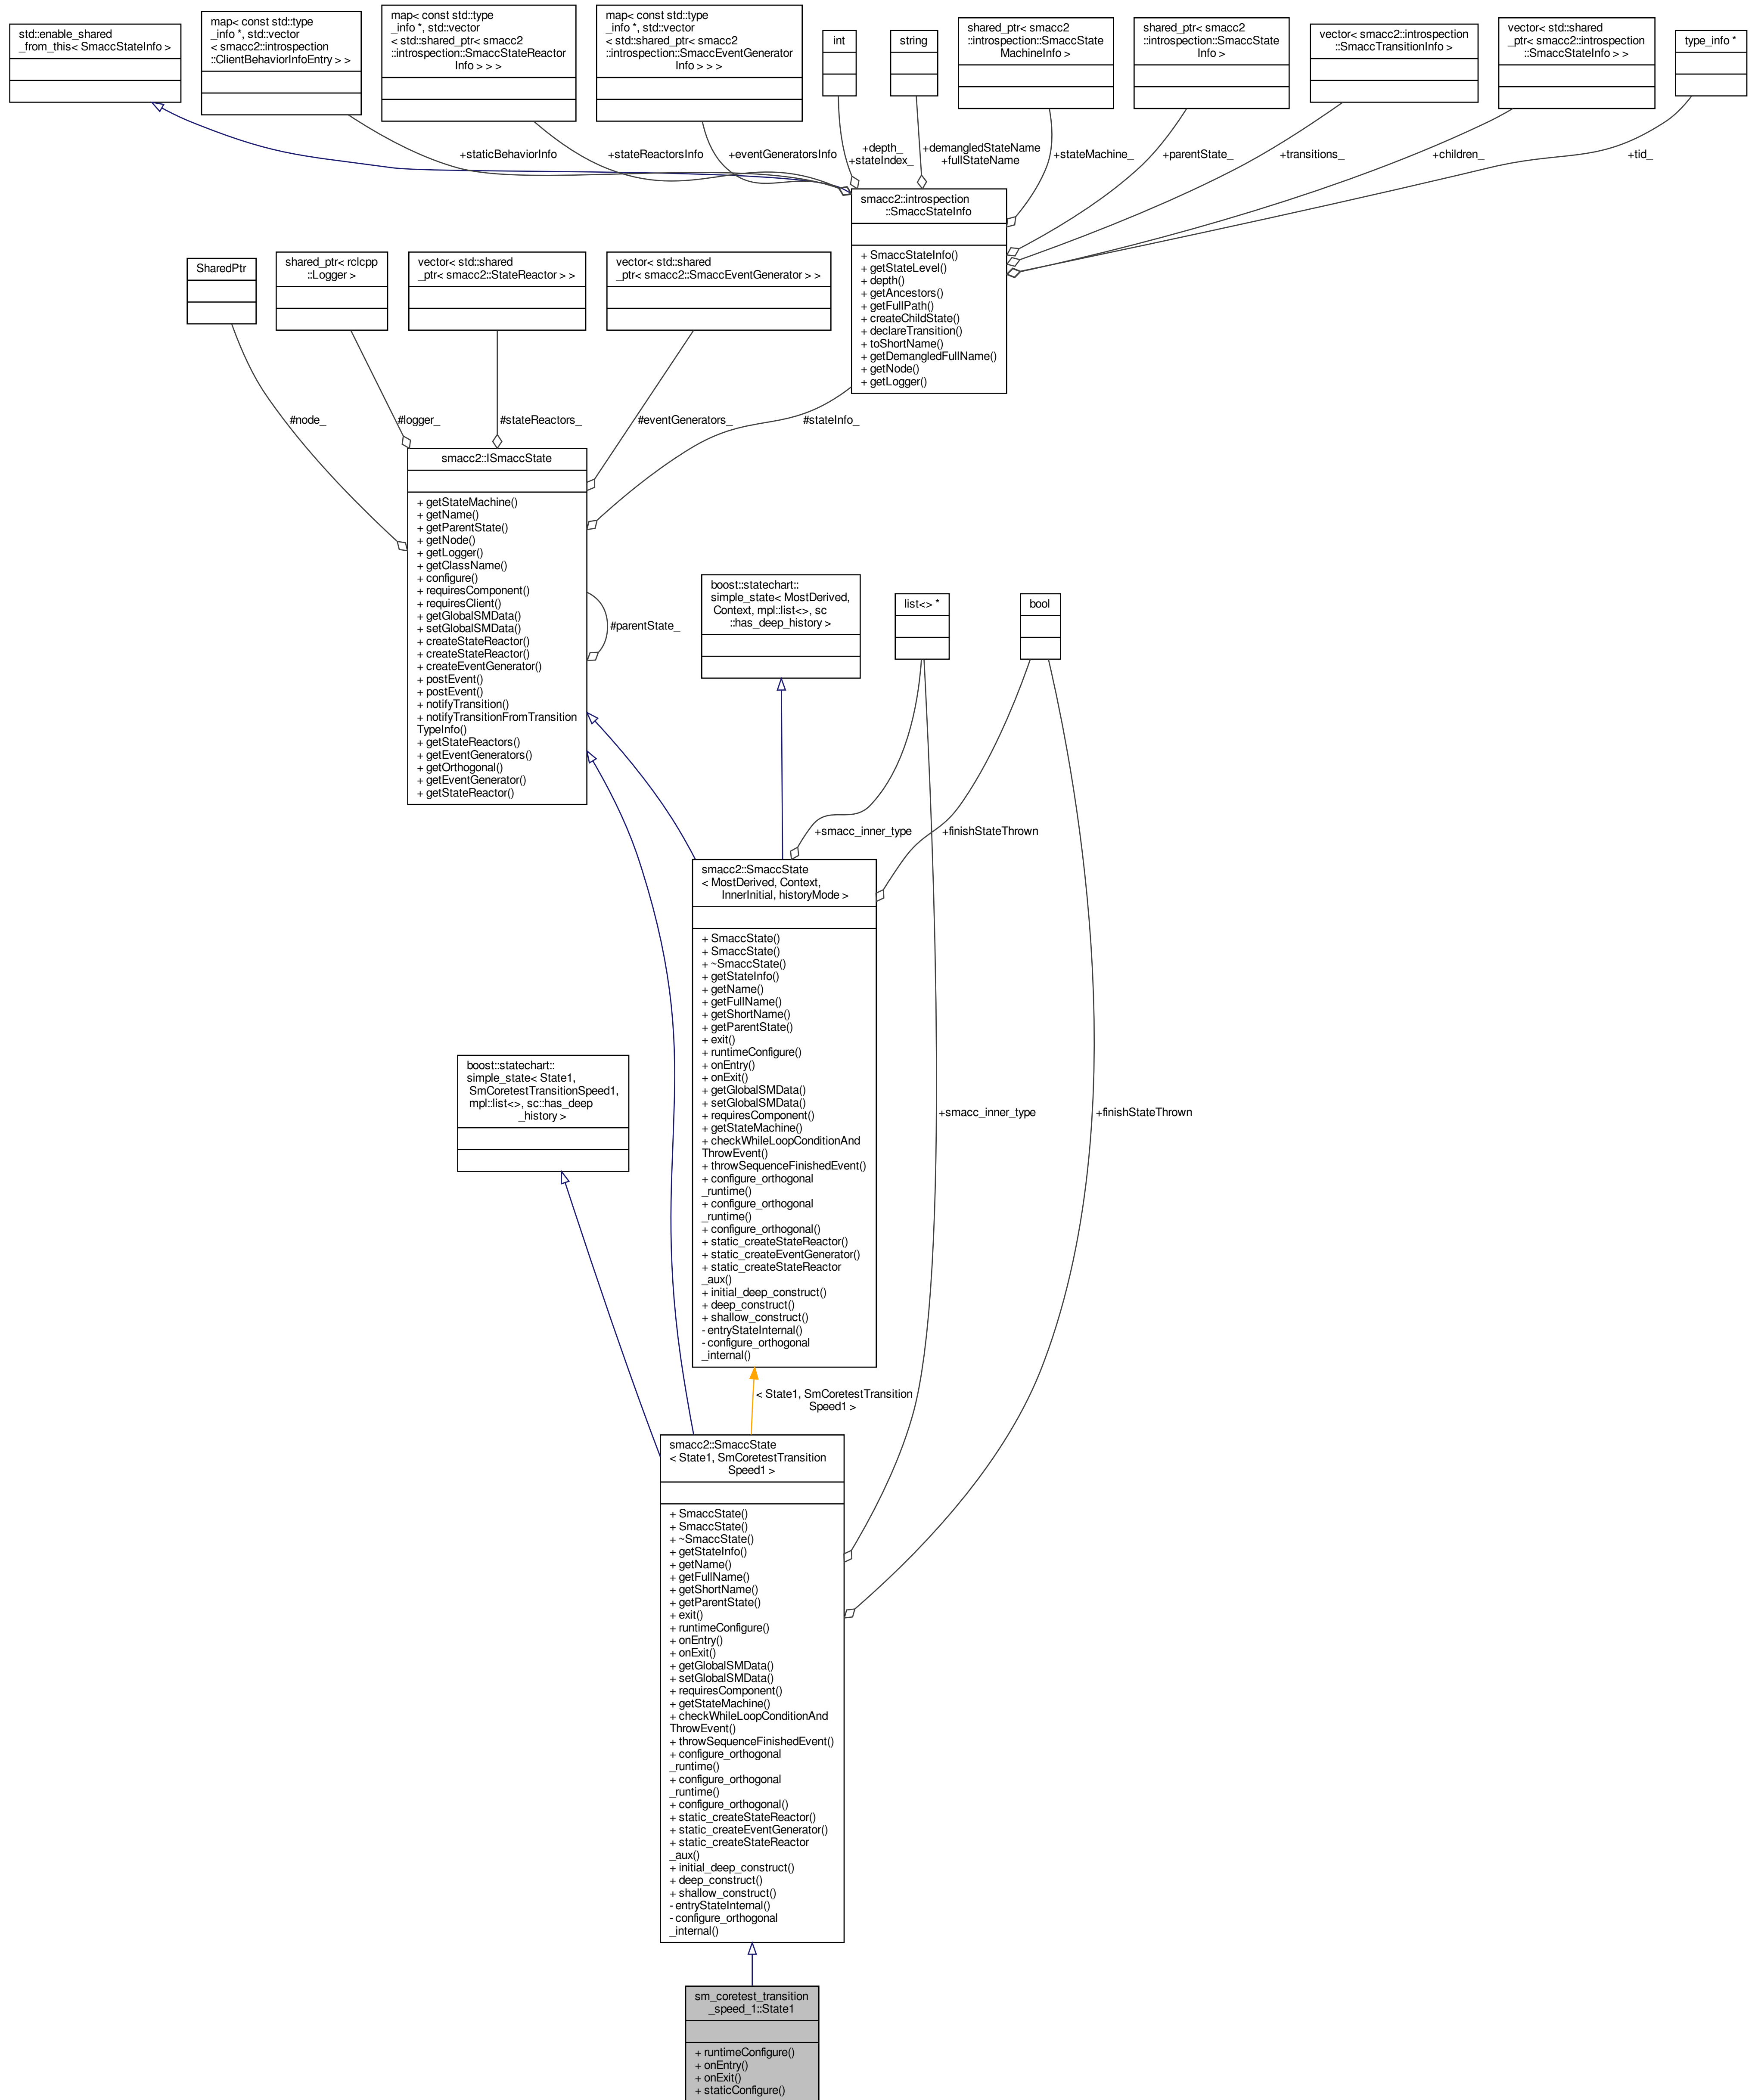 std::enable_shared
_from_this< SmaccStateInfo >
map< const std::type
_info *, std::vector
< smacc2::introspection
::ClientBehaviorInfoEntry > >
map< const std::type
_info *, std::vector
< std::shared_ptr< smacc2
::introspection::SmaccStateReactor
Info > > >
map< const std::type
_info *, std::vector
< std::shared_ptr< smacc2
::introspection::SmaccEventGenerator
Info > > >
int
string
shared_ptr< smacc2
::introspection::SmaccState
MachineInfo >
shared_ptr< smacc2
::introspection::SmaccState
Info >
vector< smacc2::introspection
::SmaccTransitionInfo >
vector< std::shared
_ptr< smacc2::introspection
::SmaccStateInfo > >
type_info *
+staticBehaviorInfo
+stateReactorsInfo
+eventGeneratorsInfo
+depth_
+stateIndex_
+demangledStateName
+fullStateName
+stateMachine_
+parentState_
+transitions_
+children_
+tid_
smacc2::introspection
::SmaccStateInfo
+ SmaccStateInfo()
+ getStateLevel()
+ depth()
+ getAncestors()
+ getFullPath()
+ createChildState()
+ declareTransition()
+ toShortName()
+ getDemangledFullName()
+ getNode()
+ getLogger()
SharedPtr
shared_ptr< rclcpp
::Logger >
vector< std::shared
_ptr< smacc2::StateReactor > >
vector< std::shared
_ptr< smacc2::SmaccEventGenerator > >
#node_
#logger_
#stateReactors_
#eventGenerators_
#stateInfo_
smacc2::ISmaccState
+ getStateMachine()
+ getName()
+ getParentState()
+ getNode()
+ getLogger()
+ getClassName()
+ configure()
+ requiresComponent()
+ requiresClient()
+ getGlobalSMData()
+ setGlobalSMData()
+ createStateReactor()
+ createStateReactor()
+ createEventGenerator()
+ postEvent()
+ postEvent()
+ notifyTransition()
+ notifyTransitionFromTransition
TypeInfo()
+ getStateReactors()
+ getEventGenerators()
+ getOrthogonal()
+ getEventGenerator()
+ getStateReactor()
#parentState_
boost::statechart::
simple_state< MostDerived,
Context, mpl::list<>, sc
::has_deep_history >
list<> *
bool
+smacc_inner_type
+finishStateThrown
smacc2::SmaccState
< MostDerived, Context,
InnerInitial, historyMode >
+ SmaccState()
+ SmaccState()
+ ~SmaccState()
+ getStateInfo()
+ getName()
+ getFullName()
+ getShortName()
+ getParentState()
+ exit()
+ runtimeConfigure()
+ onEntry()
+ onExit()
+ getGlobalSMData()
+ setGlobalSMData()
+ requiresComponent()
+ getStateMachine()
+ checkWhileLoopConditionAnd
ThrowEvent()
+ throwSequenceFinishedEvent()
+ configure_orthogonal
_runtime()
+ configure_orthogonal
_runtime()
+ configure_orthogonal()
+ static_createStateReactor()
+ static_createEventGenerator()
+ static_createStateReactor
_aux()
+ initial_deep_construct()
+ deep_construct()
+ shallow_construct()
- entryStateInternal()
- configure_orthogonal
_internal()
boost::statechart::
simple_state< State1,
SmCoretestTransitionSpeed1,
mpl::list<>, sc::has_deep
_history >
+smacc_inner_type
+finishStateThrown
< State1, SmCoretestTransition
Speed1 >
smacc2::SmaccState
< State1, SmCoretestTransition
Speed1 >
+ SmaccState()
+ SmaccState()
+ ~SmaccState()
+ getStateInfo()
+ getName()
+ getFullName()
+ getShortName()
+ getParentState()
+ exit()
+ runtimeConfigure()
+ onEntry()
+ onExit()
+ getGlobalSMData()
+ setGlobalSMData()
+ requiresComponent()
+ getStateMachine()
+ checkWhileLoopConditionAnd
ThrowEvent()
+ throwSequenceFinishedEvent()
+ configure_orthogonal
_runtime()
+ configure_orthogonal
_runtime()
+ configure_orthogonal()
+ static_createStateReactor()
+ static_createEventGenerator()
+ static_createStateReactor
_aux()
+ initial_deep_construct()
+ deep_construct()
+ shallow_construct()
- entryStateInternal()
- configure_orthogonal
_internal()
sm_coretest_transition
_speed_1::State1
+ runtimeConfigure()
+ onEntry()
+ onExit()
+ staticConfigure()